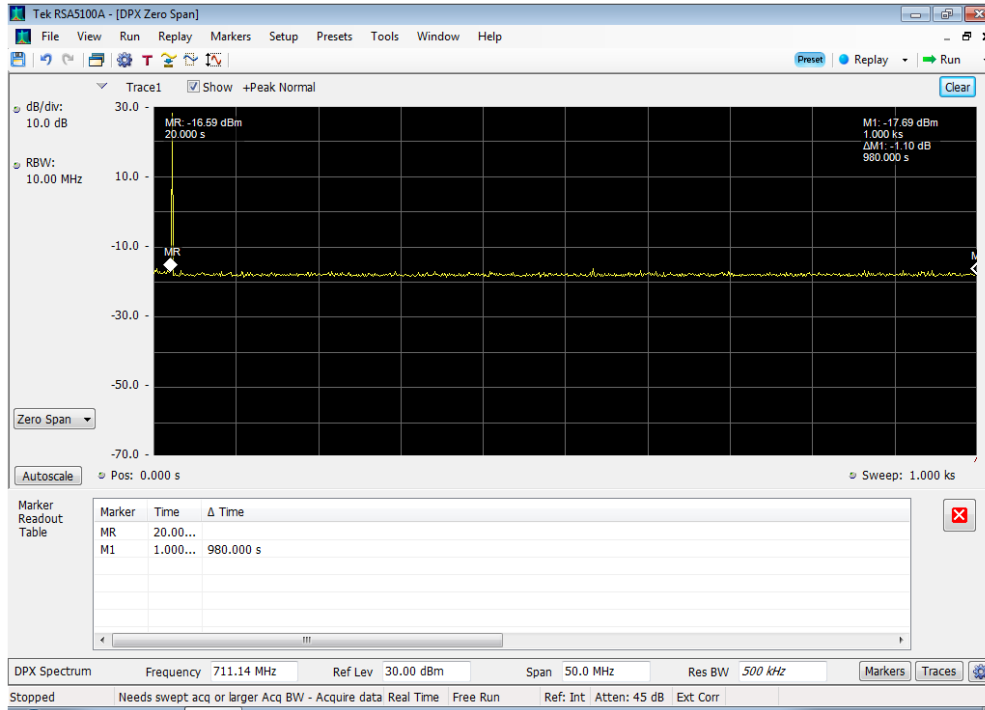 Tek RSA5100A - [DPX Zero Span]
File View Run Replay Markers Setup Presets Tools Window Help
T Preset Replay Run
Trace1 Show +Peak Normal Clear
dB/div: 30.0 -
10.0 dB
MR: -16.59 dBm
20.000 s
M1: -17.69 dBm
1.000 ks
ΔM1: -1.10 dB
980.000 s
RBW:
10.00 MHz
10.0 -
-10.0 -
MR
M
-30.0 -
-50.0 -
Zero Span
-70.0 -
Autoscale Pos: 0.000 s Sweep: 1.000 ks
Marker
Readout
Table
Marker Time Δ Time
MR 20.00...
M1 1.000... 980.000 s
DPX Spectrum Frequency 711.14 MHz Ref Lev 30.00 dBm Span 50.0 MHz Res BW 500 kHz Markers Traces
Stopped Needs swept acq or larger Acq BW - Acquire data Real Time Free Run Ref: Int Atten: 45 dB Ext Corr